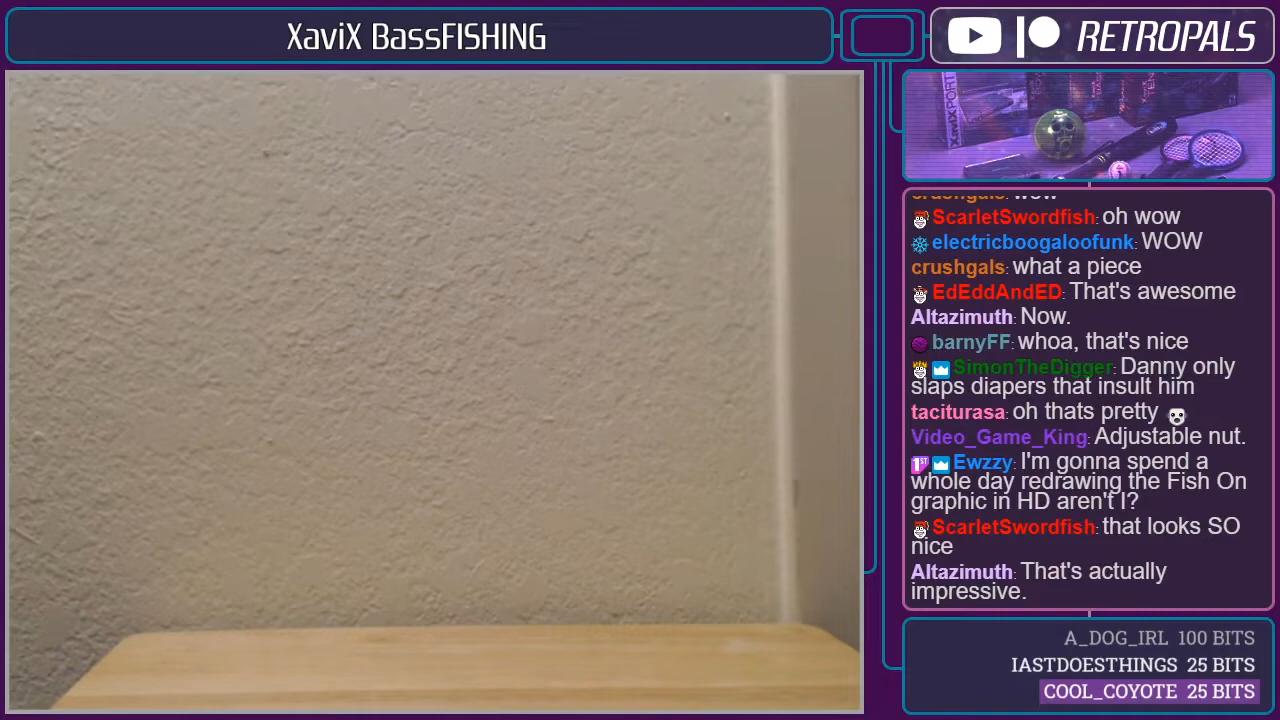 XaviX BassFISHING
RETROPALS
ScarletSwordfish: oh wow
electricboogaloofunk: WOW
crushgals: what a piece
EdEddAndED: That's awesome
Altazimuth: Now.
barnyFF: whoa, that's nice
SimonTheDigger: Danny only
slaps diapers that insult him
taciturasa: oh thats pretty
Video_Game_King: Adjustable nut.
1ST Ewzzy: I'm gonna spend a
whole day redrawing the Fish On
graphic in HD aren't I?
ScarletSwordfish: that looks SO
nice
Altazimuth: That's actually
impressive.
A_DOG_IRL 100 BITS
IASTDOESTHINGS 25 BITS
COOL_COYOTE 25 BITS